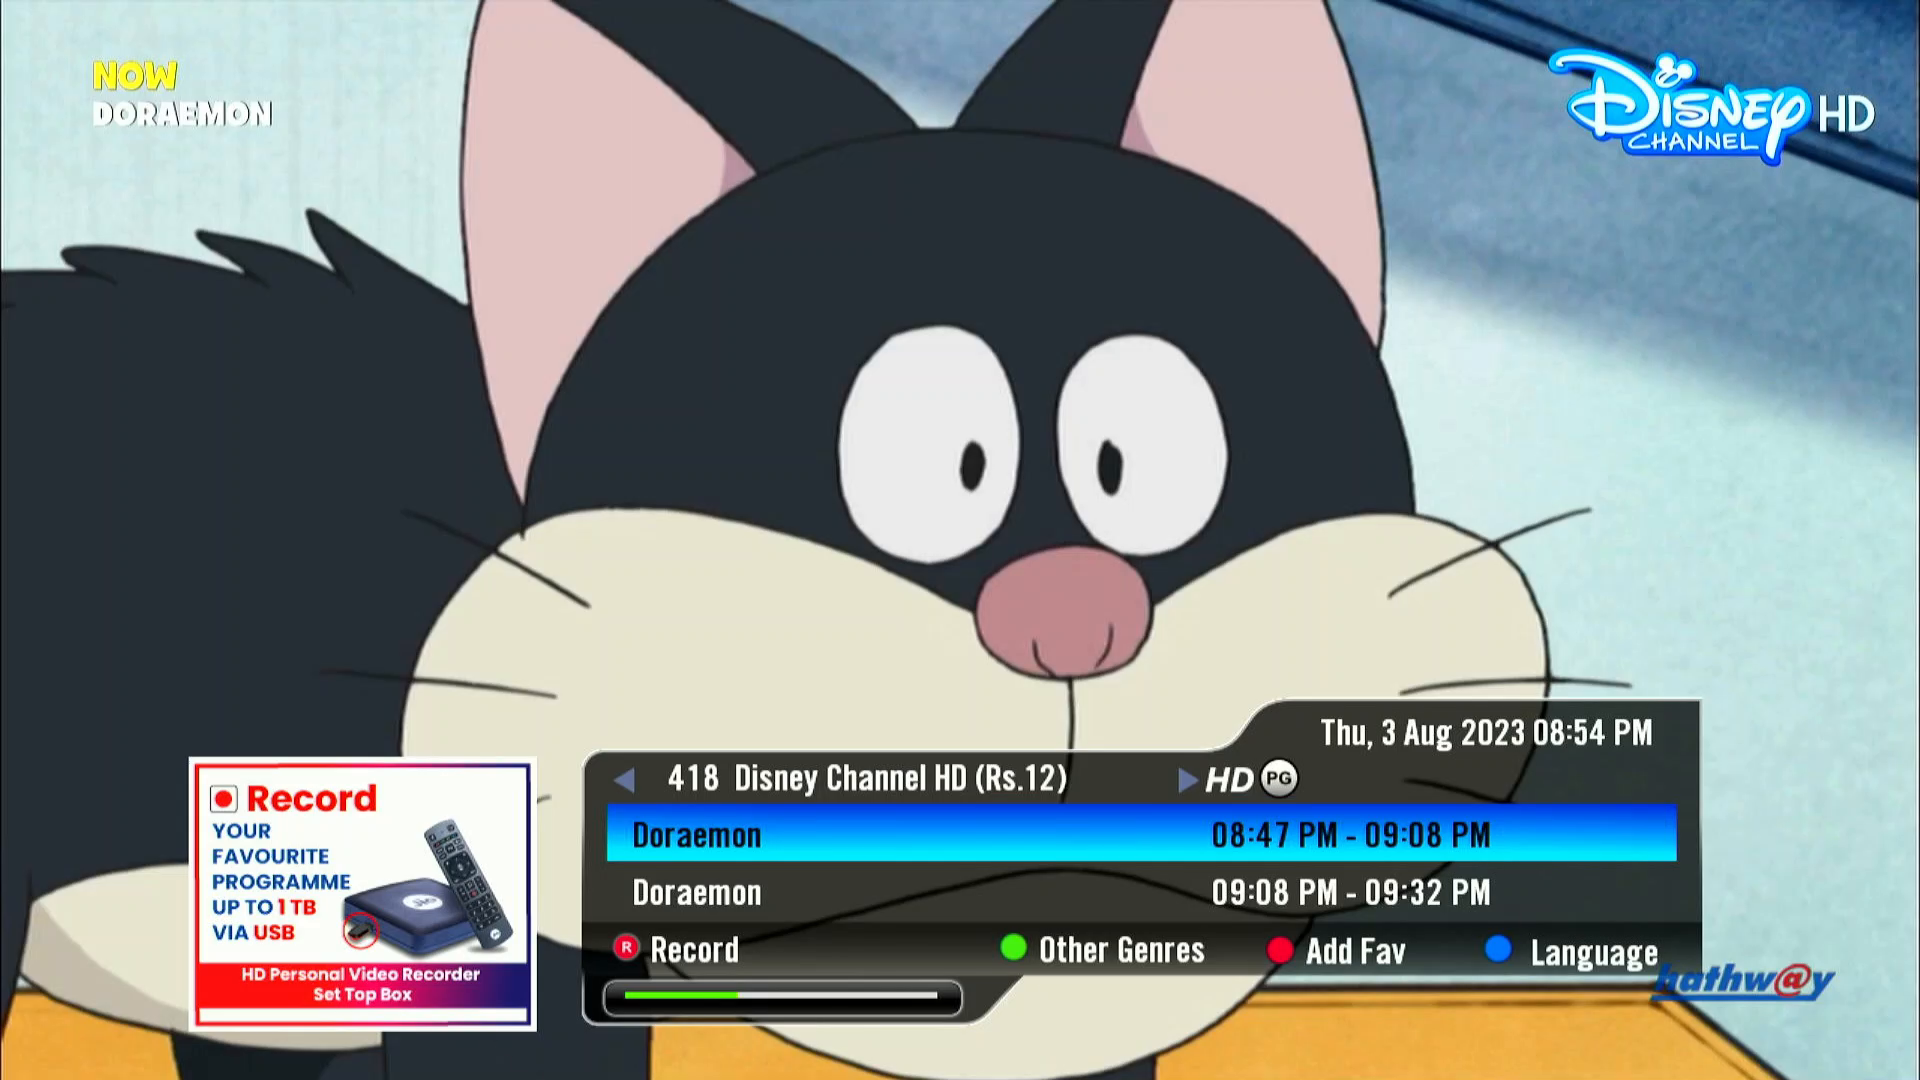 NOW
DORAEMON
DISNEY HD
CHANNEL
Thu, 3 Aug 2023 08:54 PM
418 Disney Channel HD (Rs.12)
HD PG
Doraemon 08:47 PM - 09:08 PM
Doraemon 09:08 PM - 09:32 PM
R Record Other Genres Add Fav Language
hathw@y
Record
YOUR
FAVOURITE
PROGRAMME
UP TO 1 TB
VIA USB
Jio
HD Personal Video Recorder
Set Top Box